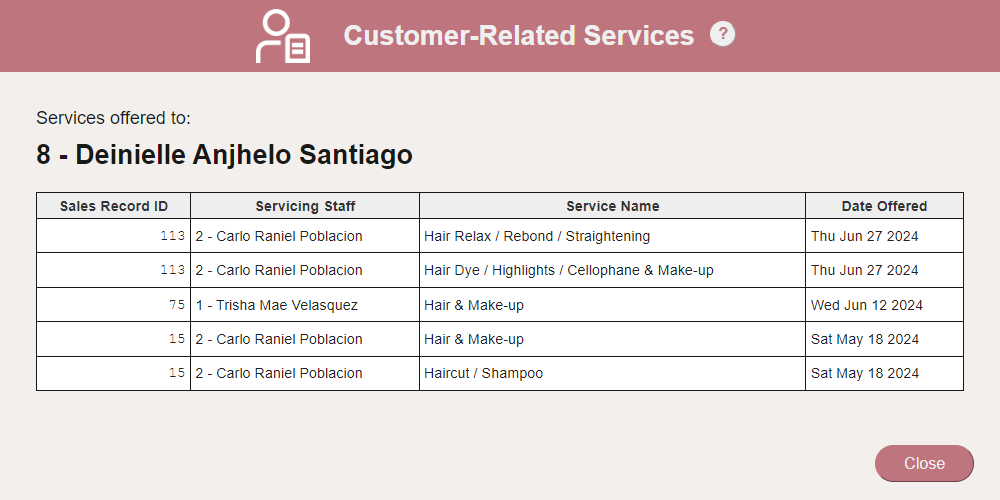 Customer-Related Services ?
Services offered to:
8 - Deinielle Anjhelo Santiago
Sales Record ID Servicing Staff Service Name Date Offered
113 2 - Carlo Raniel Poblacion Hair Relax / Rebond / Straightening Thu Jun 27 2024
113 2 - Carlo Raniel Poblacion Hair Dye / Highlights / Cellophane & Make-up Thu Jun 27 2024
75 1 - Trisha Mae Velasquez Hair & Make-up Wed Jun 12 2024
15 2 - Carlo Raniel Poblacion Hair & Make-up Sat May 18 2024
15 2 - Carlo Raniel Poblacion Haircut / Shampoo Sat May 18 2024
Close